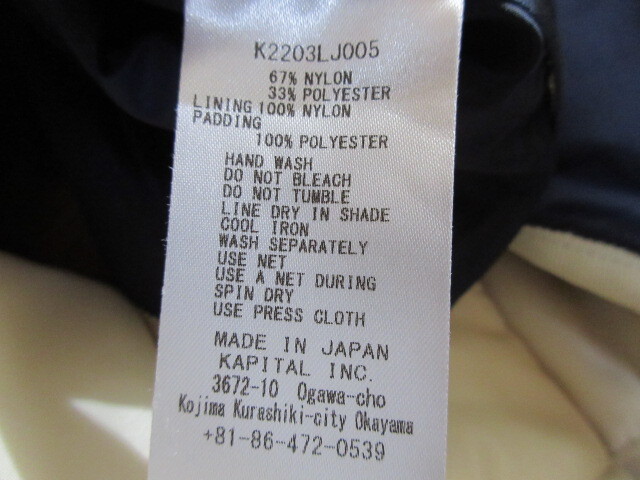 K2203LJ005
67% NYLON
33% POLYESTER
LINING 100% NYLON
PADDING
100% POLYESTER
HAND WASH
DO NOT BLEACH
DO NOT TUMBLE
LINE DRY IN SHADE
COOL IRON
WASH SEPARATELY
USE NET
USE A NET DURING
SPIN DRY
USE PRESS CLOTH
MADE IN JAPAN
KAPITAL INC.
3672-10 Ogawa-cho
Kojima Kurashiki-city Okayama
+81-86-472-0539